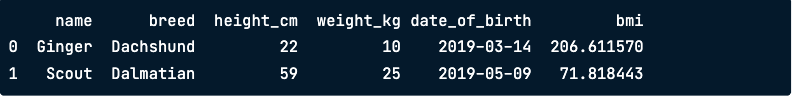 name breed height_cm weight_kg date_of_birth bmi
0 Ginger Dachshund 22 10 2019-03-14 206.611570
1 Scout Dalmatian 59 25 2019-05-09 71.818443